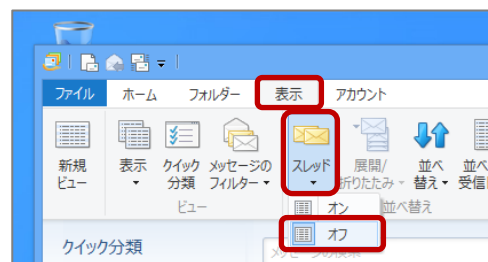 ファイル ホーム フォルダー 表示 アカウント
新規 表示 クイック メッセージの スレッド 展開/ 並べ 並べ
ビュー 分類 フィルター 折りたたみ 替え 受信
ビュー 並べ替え
オン
オフ
クイック分類